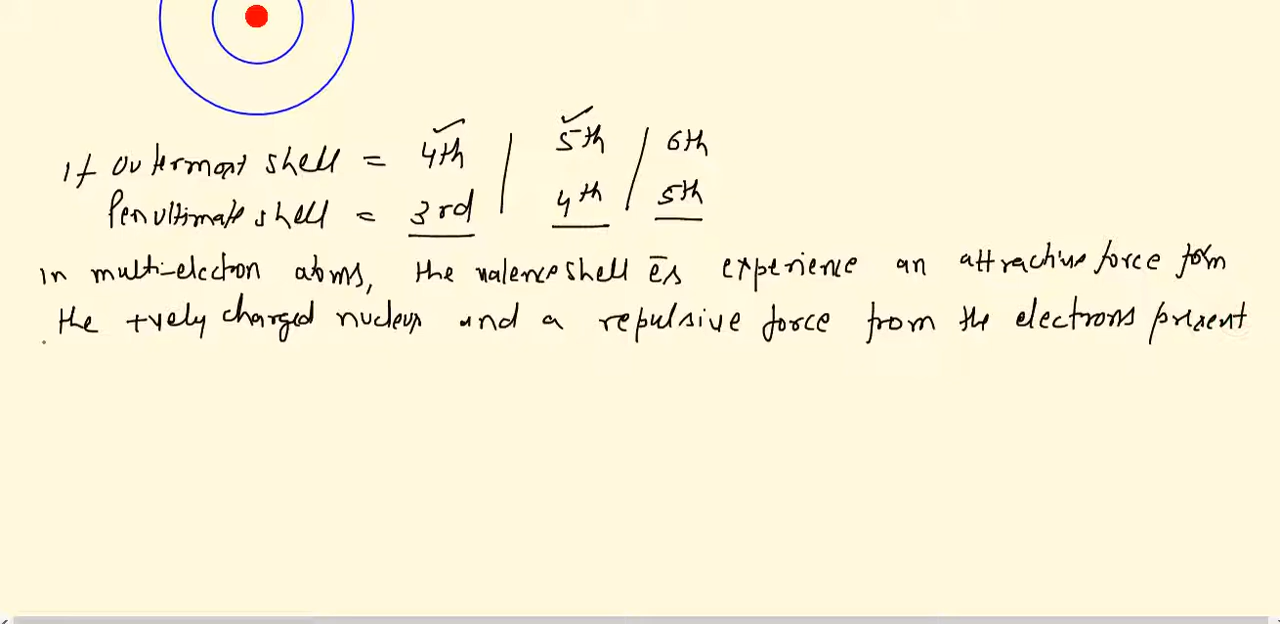 If outermost shell = 4th | 5th / 6th
Penultimate shell = 3rd | 4th / 5th
In multi-electron atoms, the valence shell ēs experience an attractive force form
the +vely charged nucleus and a repulsive force from the electrons present